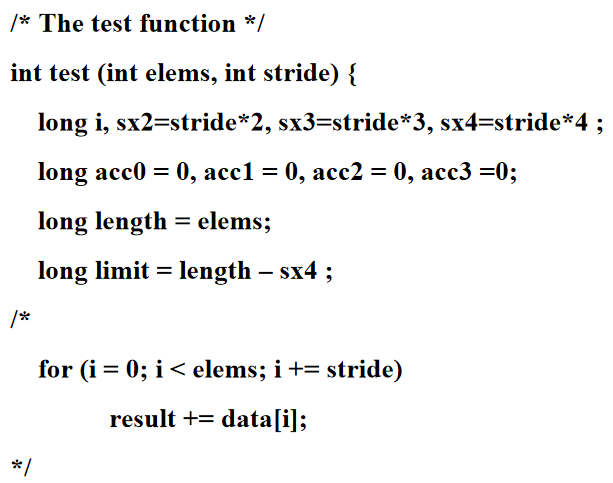 /* The test function */
int test (int elems, int stride) {
long i, sx2=stride*2, sx3=stride*3, sx4=stride*4 ;
long acc0 = 0, acc1 = 0, acc2 = 0, acc3 =0;
long length = elems;
long limit = length – sx4 ;
/*
for (i = 0; i < elems; i += stride)
result += data[i];
*/